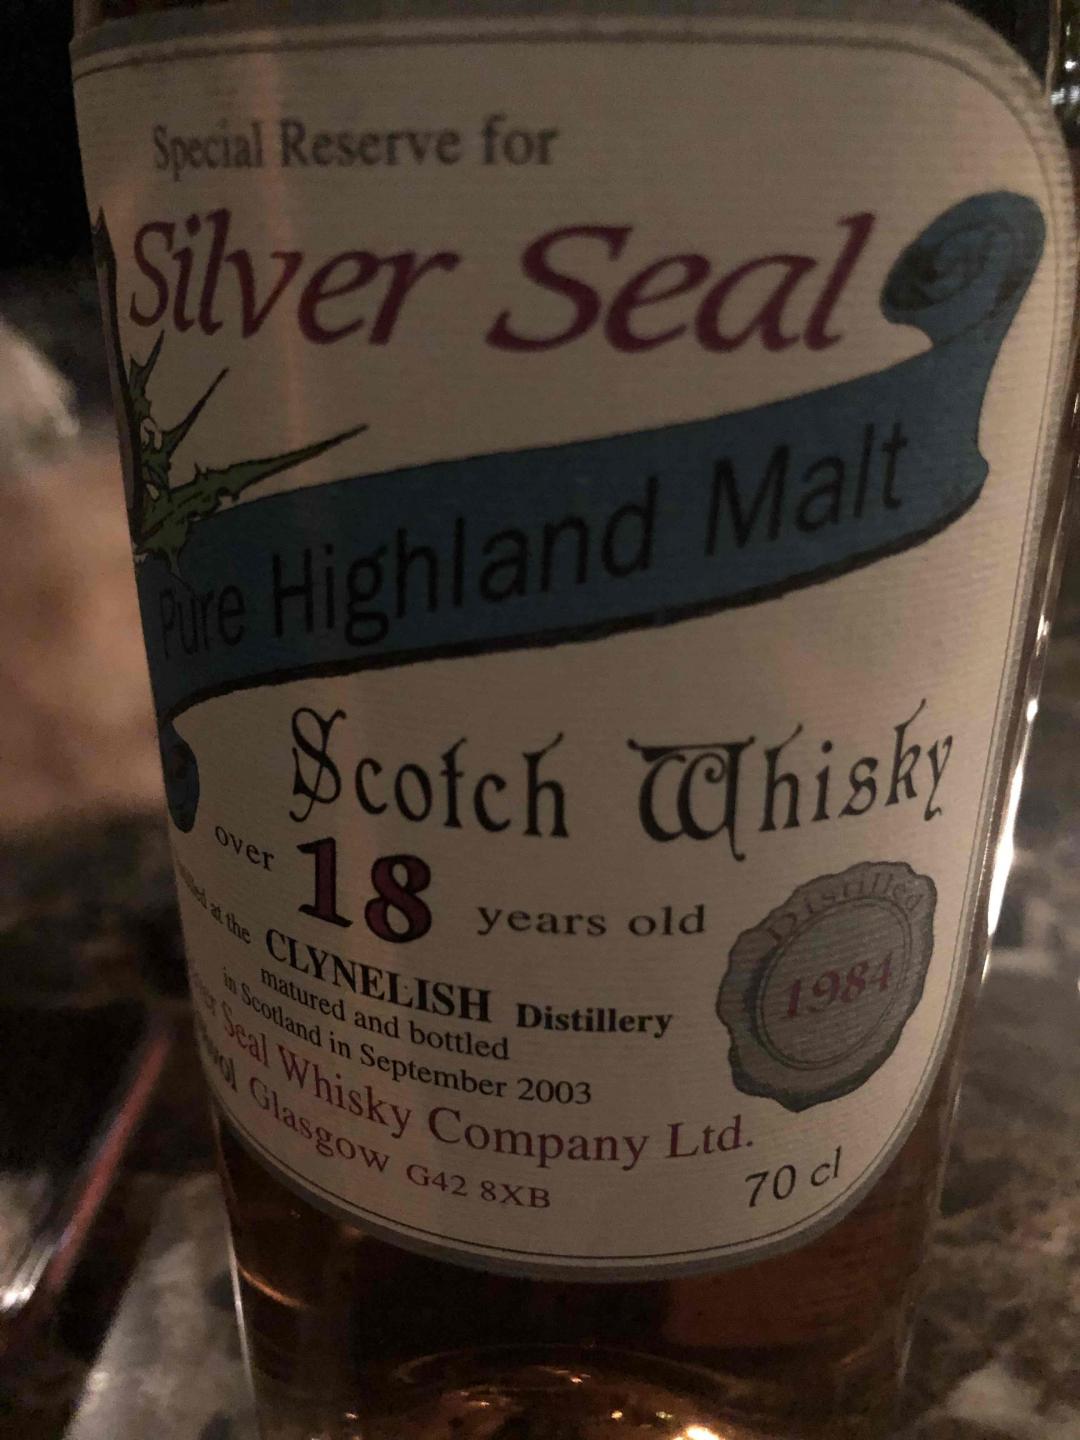 Special Reserve for
Silver Seal
Pure Highland Malt
Scotch Whisky
over 18 years old
at the CLYNELISH Distillery
matured and bottled
in Scotland in September 2003
Seal Whisky Company Ltd.
Glasgow G42 8XB
70 cl
Distilled
1984